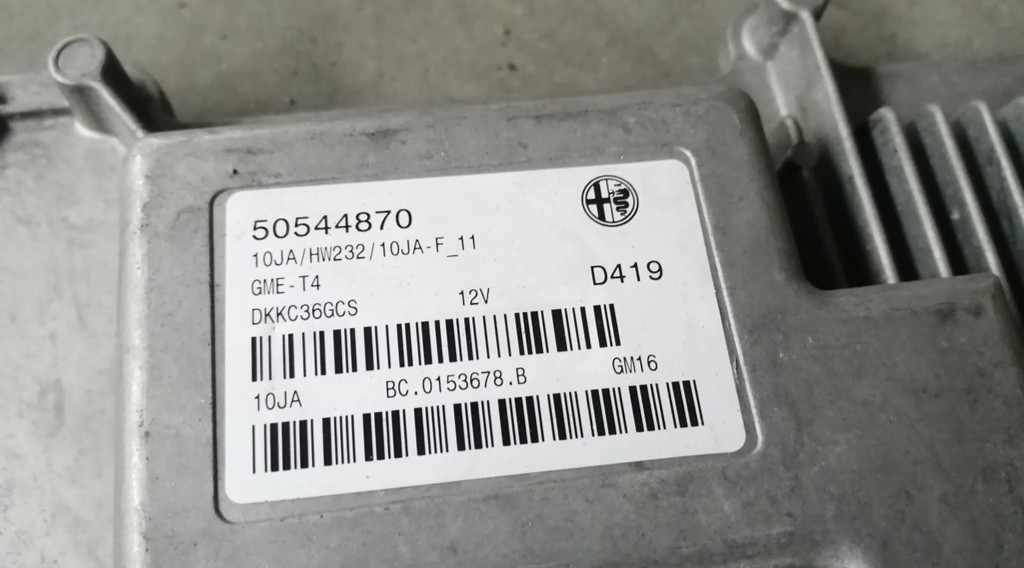 50544870
10JA/HW232/10JA-F_11
GME-T4
D419
DKKC36GCS 12V
10JA BC.0153678.B GM16